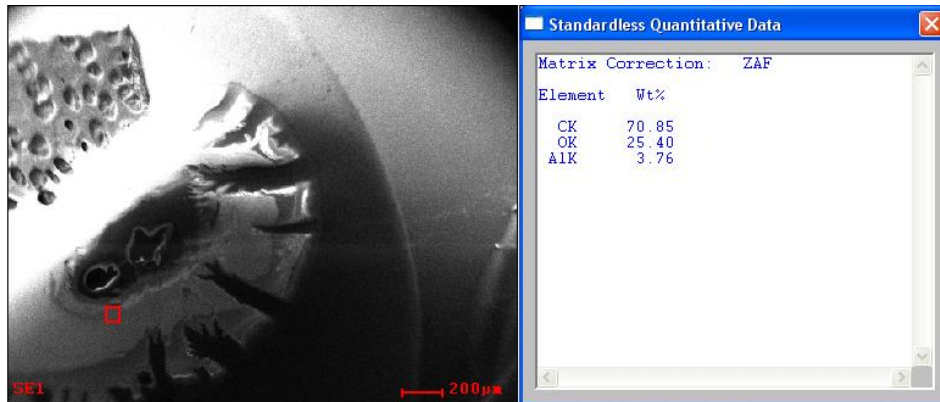 SE1
200µm
Standardless Quantitative Data
Matrix Correction: ZAF
Element Wt%
CK 70.85
OK 25.40
AlK 3.76